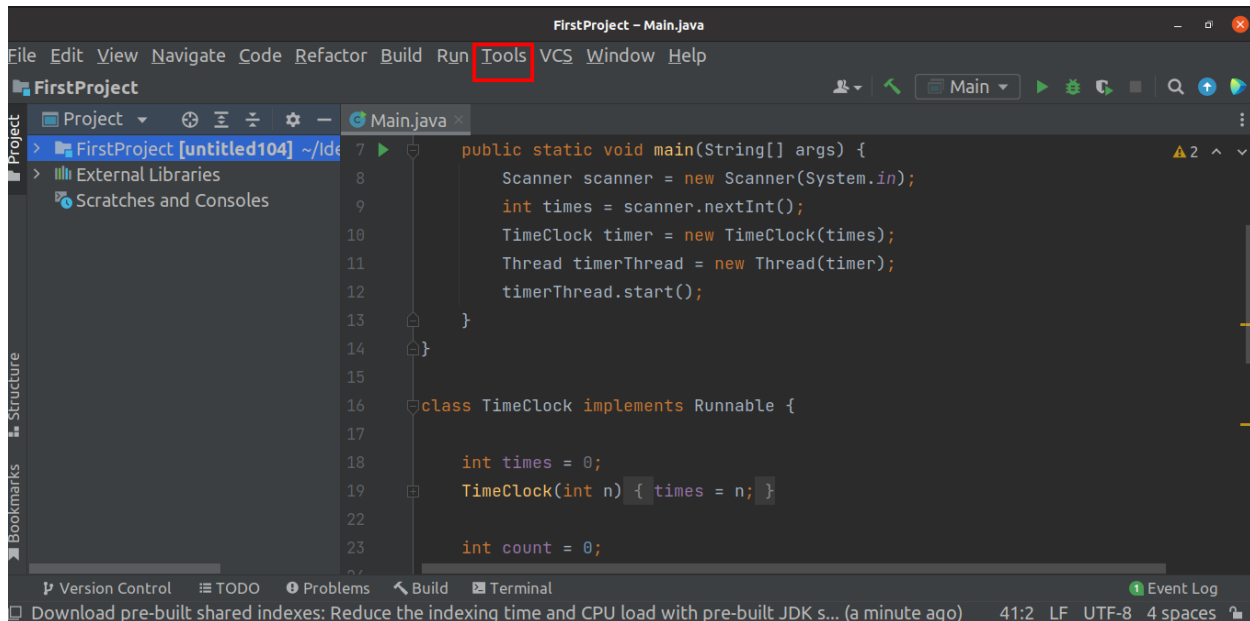 FirstProject – Main.java
File Edit View Navigate Code Refactor Build Run Tools VCS Window Help
FirstProject
Main
Project
Main.java
Project
FirstProject [untitled104] ~/Ide
External Libraries
Scratches and Consoles
Structure
Bookmarks
7 public static void main(String[] args) {
2
8 Scanner scanner = new Scanner(System.in);
9 int times = scanner.nextInt();
10 TimeClock timer = new TimeClock(times);
11 Thread timerThread = new Thread(timer);
12 timerThread.start();
13 }
14 }
15
16 class TimeClock implements Runnable {
17
18 int times = 0;
19 TimeClock(int n) { times = n; }
22
23 int count = 0;
Version Control TODO Problems Build Terminal 1 Event Log
Download pre-built shared indexes: Reduce the indexing time and CPU load with pre-built JDK s... (a minute ago) 41:2 LF UTF-8 4 spaces